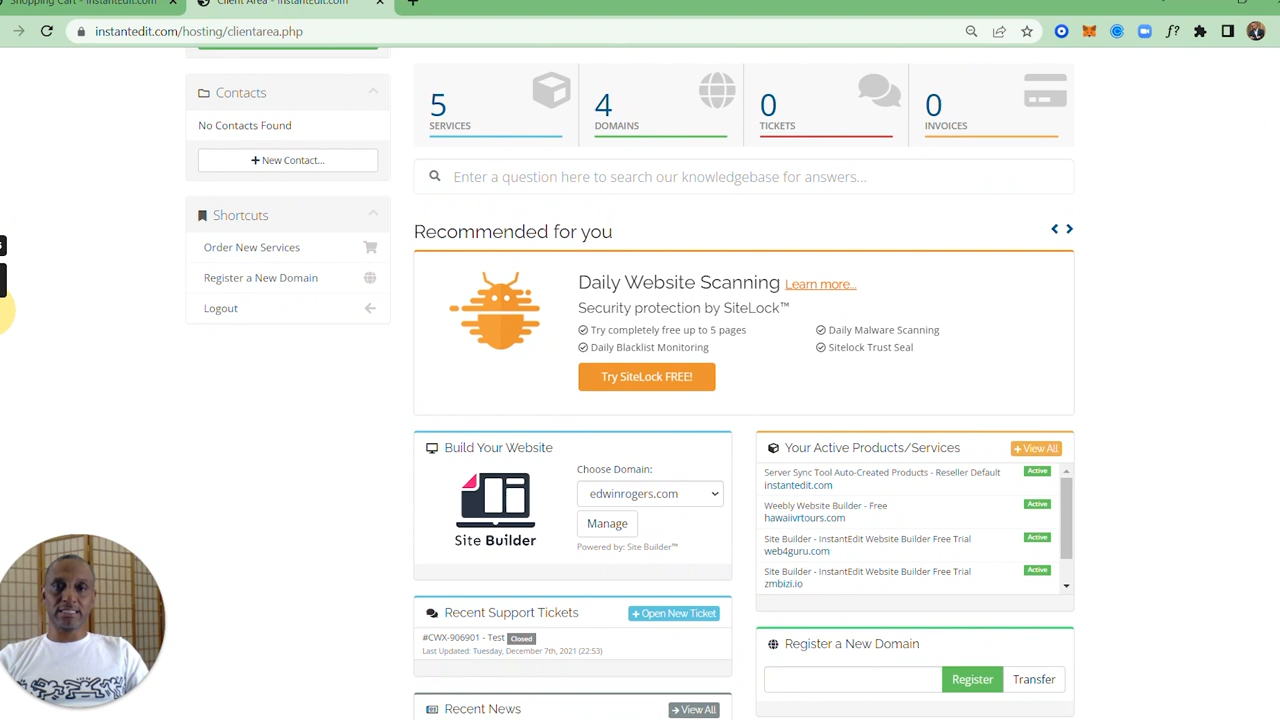 Shopping Cart - InstantEdit.com
Client Area - InstantEdit.com
instantedit.com/hosting/clientarea.php
f?
Contacts
No Contacts Found
+ New Contact...
Shortcuts
Order New Services
Register a New Domain
Logout
5
SERVICES
4
DOMAINS
0
TICKETS
0
INVOICES
Enter a question here to search our knowledgebase for answers...
Recommended for you
Daily Website Scanning Learn more...
Security protection by SiteLock™
Try completely free up to 5 pages
Daily Malware Scanning
Daily Blacklist Monitoring
Sitelock Trust Seal
Try SiteLock FREE!
Build Your Website
Choose Domain:
edwinrogers.com
Manage
Powered by: Site Builder™
Site Builder
Your Active Products/Services
+ View All
Server Sync Tool Auto-Created Products - Reseller Default
Active
instantedit.com
Weebly Website Builder - Free
Active
hawaiivrtours.com
Site Builder - InstantEdit Website Builder Free Trial
Active
web4guru.com
Site Builder - InstantEdit Website Builder Free Trial
Active
zmbizi.io
Recent Support Tickets
+ Open New Ticket
#CWX-906901 - Test Closed
Last Updated: Tuesday, December 7th, 2021 (22:53)
Register a New Domain
Register
Transfer
Recent News
View All